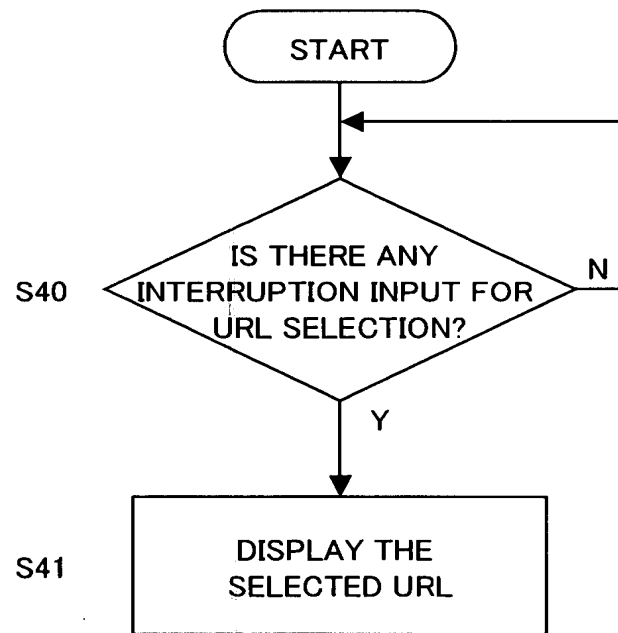 START
IS THERE ANY
INTERRUPTION INPUT FOR
URL SELECTION?
N
S40
Y
S41
DISPLAY THE
SELECTED URL